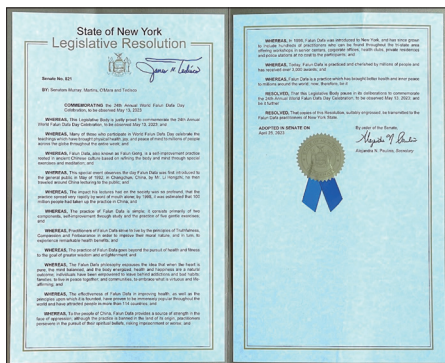 State of New York
Legislative Resolution
Senate No. 821
BY: Senators Murray, Martins, O'Mara and Tedisco
COMMEMORATING the 24th Annual World Falun Dafa Day
Celebration, to be observed May 13, 2023
WHEREAS, This Legislative Body is justly proud to commemorate the 24th Annual
World Falun Dafa Day Celebration, to be observed May 13, 2023; and
WHEREAS, Many of those who participate in World Falun Dafa Day celebrate the
teachings which have brought physical health, joy, and peace of mind to millions of people
across the globe throughout the entire world; and
WHEREAS, Falun Dafa, also known as Falun Gong, is a self-improvement practice
rooted in ancient Chinese culture based on refining the body and mind through special
exercises and meditation; and
WHEREAS, This special event observes the day Falun Dafa was first introduced to
the general public in May of 1992, in Changchun, China, by Mr. Li Hongzhi; he then
traveled around China lecturing to the public; and
WHEREAS, The impact his lectures had on the society was so profound, that the
practice spread very rapidly by word of mouth alone; by 1999, it was estimated that 100
million people had taken up the practice in China; and
WHEREAS, The practice of Falun Dafa is simple; it consists primarily of two
components: self-improvement through study and the practice of five gentle exercises;
and
WHEREAS, Practitioners of Falun Dafa strive to live by the principles of Truthfulness,
Compassion and Forbearance in order to improve their moral nature, and in turn, to
experience remarkable health benefits; and
WHEREAS, The practice of Falun Dafa goes beyond the pursuit of health and fitness
to the goal of greater wisdom and enlightenment; and
WHEREAS, The Falun Dafa philosophy espouses the idea that when the heart is
pure, the mind balanced, and the body energized, health and happiness are a natural
outcome; individuals have been empowered to leave behind addictions and bad habits;
families, to live in peace together; and communities, to embrace what is virtuous and life-
affirming; and
WHEREAS, The effectiveness of Falun Dafa in improving health, as well as the
principles upon which it is founded, have proven to be immensely popular throughout the
world and have attracted people in more than 114 countries; and
WHEREAS, To the people of China, Falun Dafa provides a source of strength in the
face of oppression; although the practice is banned in the land of its origin, practitioners
persevere in the pursuit of their spiritual beliefs, risking imprisonment or worse; and
WHEREAS, In 1996, Falun Dafa was introduced to New York, and has since grown
to include hundreds of practitioners who can be found throughout the tri-state area
offering workshops in senior centers, corporate offices, health clubs, private residences
and police stations at no cost to the participants; and
WHEREAS, Today, Falun Dafa is practiced and cherished by millions of people and
has received over 3,000 awards; and
WHEREAS, Falun Dafa is a practice which has brought better health and inner peace
to millions around the world; now, therefore, be it
RESOLVED, That this Legislative Body pause in its deliberations to commemorate
the 24th Annual World Falun Dafa Day Celebration, to be observed May 13, 2023; and
be it further
RESOLVED, That copies of this Resolution, suitably engrossed, be transmitted to the
Falun Dafa practitioners of New York State.
ADOPTED IN SENATE ON
April 25, 2023
By order of the Senate,
Alejandra N. Paulino, Secretary